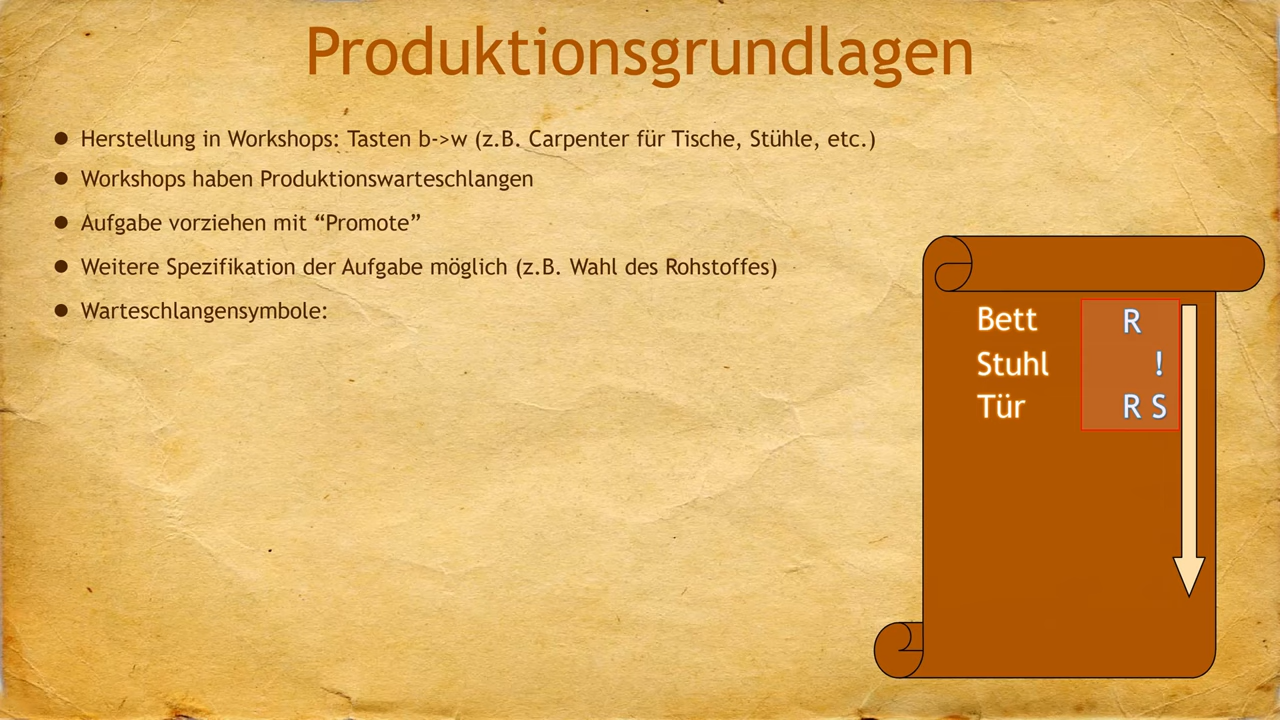 Produktionsgrundlagen
● Herstellung in Workshops: Tasten b->w (z.B. Carpenter für Tische, Stühle, etc.)
● Workshops haben Produktionswarteschlangen
● Aufgabe vorziehen mit “Promote”
● Weitere Spezifikation der Aufgabe möglich (z.B. Wahl des Rohstoffes)
● Warteschlangensymbole:
Bett R
Stuhl !
Tür R S